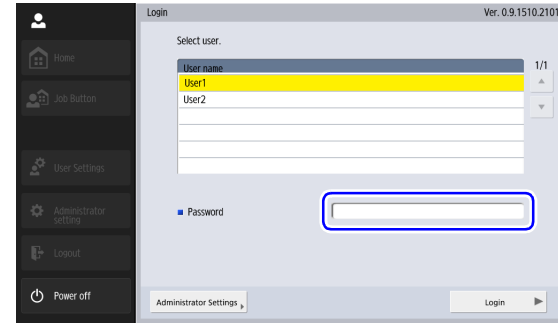 Login
Ver. 0.9.1510.2101
Home
Job Button
User Settings
Administrator
setting
Logout
Power off
Select user.
User name
1/1
User1
User2
Password
Administrator Settings
Login